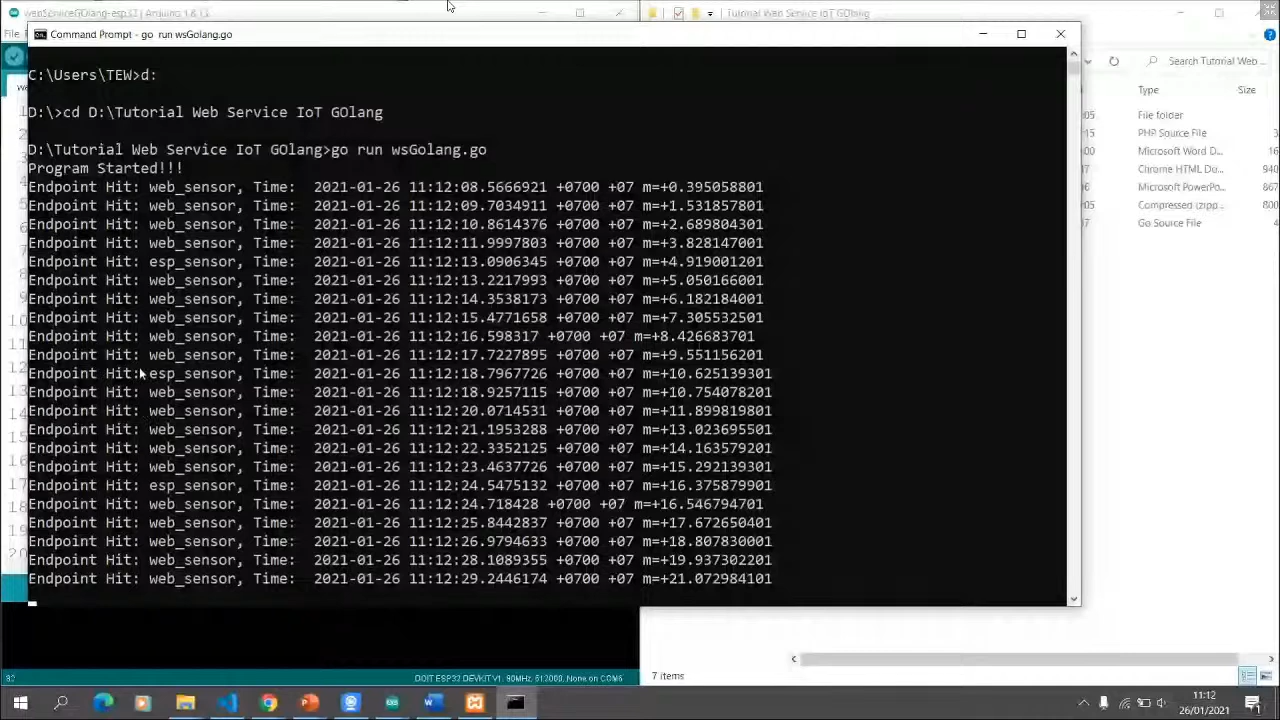 webServiceGOlang-esp32 | Arduino 1.8.13
Tutorial Web Service IoT GOlang
File
Command Prompt - go run wsGolang.go
C:\Users\TEW>d:
D:\>cd D:\Tutorial Web Service IoT GOlang
D:\Tutorial Web Service IoT GOlang>go run wsGolang.go
Program Started!!!
Endpoint Hit: web_sensor, Time:  2021-01-26 11:12:08.5666921 +0700 +07 m=+0.395058801
Endpoint Hit: web_sensor, Time:  2021-01-26 11:12:09.7034911 +0700 +07 m=+1.531857801
Endpoint Hit: web_sensor, Time:  2021-01-26 11:12:10.8614376 +0700 +07 m=+2.689804301
Endpoint Hit: web_sensor, Time:  2021-01-26 11:12:11.9997803 +0700 +07 m=+3.828147001
Endpoint Hit: esp_sensor, Time:  2021-01-26 11:12:13.0906345 +0700 +07 m=+4.919001201
Endpoint Hit: web_sensor, Time:  2021-01-26 11:12:13.2217993 +0700 +07 m=+5.050166001
Endpoint Hit: web_sensor, Time:  2021-01-26 11:12:14.3538173 +0700 +07 m=+6.182184001
Endpoint Hit: web_sensor, Time:  2021-01-26 11:12:15.4771658 +0700 +07 m=+7.305532501
Endpoint Hit: web_sensor, Time:  2021-01-26 11:12:16.598317 +0700 +07 m=+8.426683701
Endpoint Hit: web_sensor, Time:  2021-01-26 11:12:17.7227895 +0700 +07 m=+9.551156201
Endpoint Hit: esp_sensor, Time:  2021-01-26 11:12:18.7967726 +0700 +07 m=+10.625139301
Endpoint Hit: web_sensor, Time:  2021-01-26 11:12:18.9257115 +0700 +07 m=+10.754078201
Endpoint Hit: web_sensor, Time:  2021-01-26 11:12:20.0714531 +0700 +07 m=+11.899819801
Endpoint Hit: web_sensor, Time:  2021-01-26 11:12:21.1953288 +0700 +07 m=+13.023695501
Endpoint Hit: web_sensor, Time:  2021-01-26 11:12:22.3352125 +0700 +07 m=+14.163579201
Endpoint Hit: web_sensor, Time:  2021-01-26 11:12:23.4637726 +0700 +07 m=+15.292139301
Endpoint Hit: esp_sensor, Time:  2021-01-26 11:12:24.5475132 +0700 +07 m=+16.375879901
Endpoint Hit: web_sensor, Time:  2021-01-26 11:12:24.718428 +0700 +07 m=+16.546794701
Endpoint Hit: web_sensor, Time:  2021-01-26 11:12:25.8442837 +0700 +07 m=+17.672650401
Endpoint Hit: web_sensor, Time:  2021-01-26 11:12:26.9794633 +0700 +07 m=+18.807830001
Endpoint Hit: web_sensor, Time:  2021-01-26 11:12:28.1089355 +0700 +07 m=+19.937302201
Endpoint Hit: web_sensor, Time:  2021-01-26 11:12:29.2446174 +0700 +07 m=+21.072984101
Search Tutorial Web ...
Type Size
05 File folder
15 PHP Source File
00 Microsoft Word D... 16
Chrome HTML Do... 940
Microsoft PowerPo...
05 Compressed (zipp... 800
37 Go Source File 4
DOIT ESP32 DEVKIT V1, 80MHz, 512000, None on COM6
7 items
11:12
26/01/2021